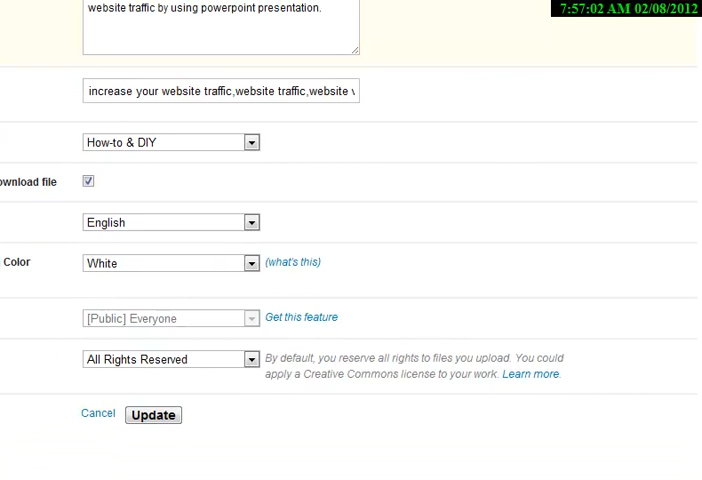 7:57:02 AM 02/08/2012
website traffic by using powerpoint presentation.
increase your website traffic,website traffic,website
How-to & DIY
ownload file
English
Color
White
(what's this)
[Public] Everyone
Get this feature
All Rights Reserved
By default, you reserve all rights to files you upload. You could
apply a Creative Commons license to your work. Learn more.
Cancel
Update